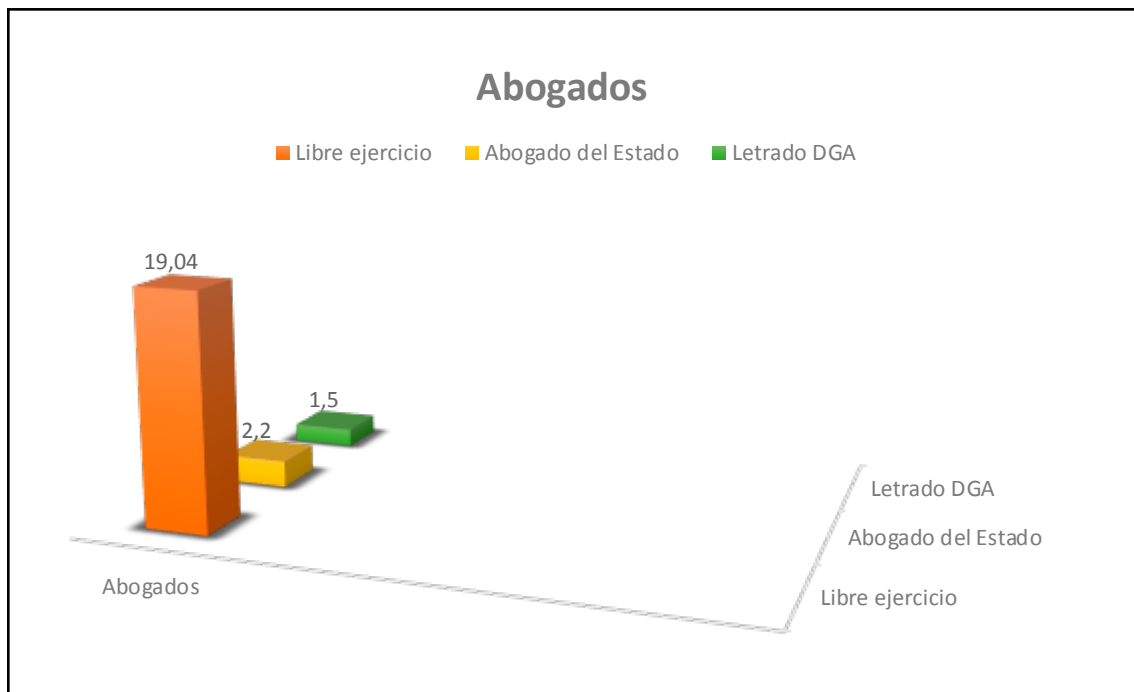 Abogados
Libre ejercicio Abogado del Estado Letrado DGA
19,04
1,5
2,2
Letrado DGA
Abogado del Estado
Libre ejercicio
Abogados